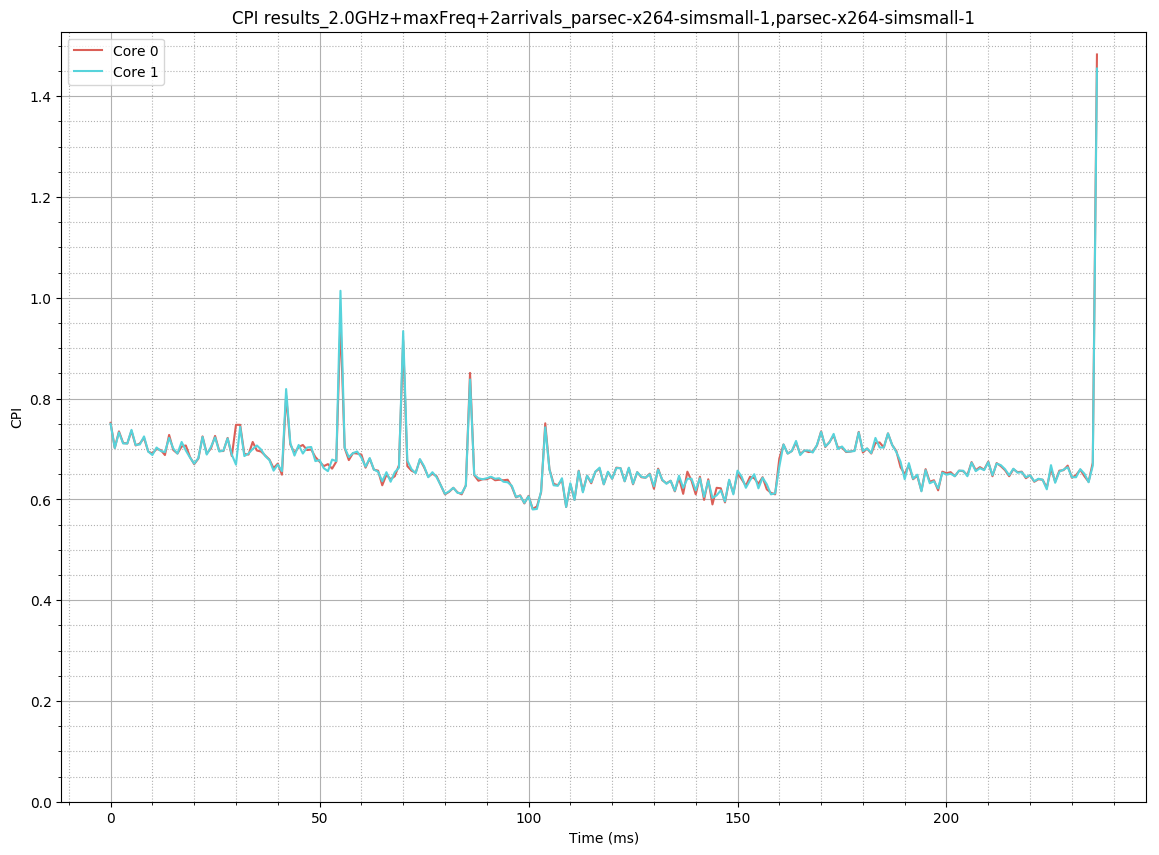 CPI results_2.0GHz+maxFreq+2arrivals_parsec-x264-simsmall-1,parsec-x264-simsmall-1
Core 0
Core 1
1.4
1.2
1.0
0.8
0.6
0.4
0.2
0.0
CPI
0 50 100 150 200
Time (ms)